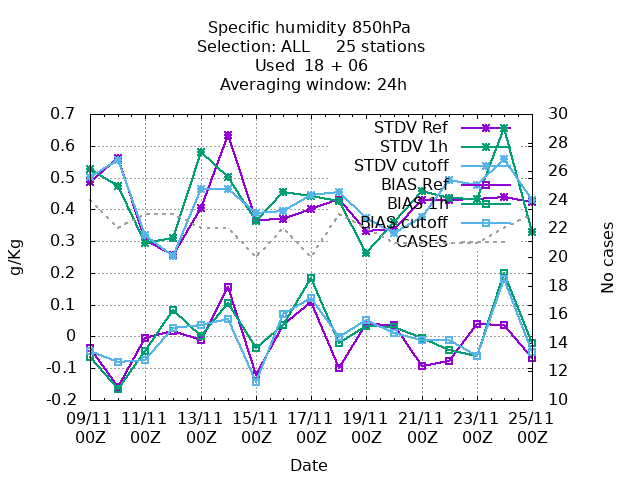 Specific humidity 850hPa
Selection: ALL 25 stations
Used 18 + 06
Averaging window: 24h
0.7
0.6
0.5
0.4
0.3
0.2
0.1
0
-0.1
-0.2
g/Kg
30
28
26
24
22
20
18
16
14
12
10
No cases
STDV Ref
STDV 1h
STDV cutoff
BIAS Ref
BIAS 1h
BIAS cutoff
CASES
09/11 11/11 13/11 15/11 17/11 19/11 21/11 23/11 25/11
00Z 00Z 00Z 00Z 00Z 00Z 00Z 00Z 00Z
Date